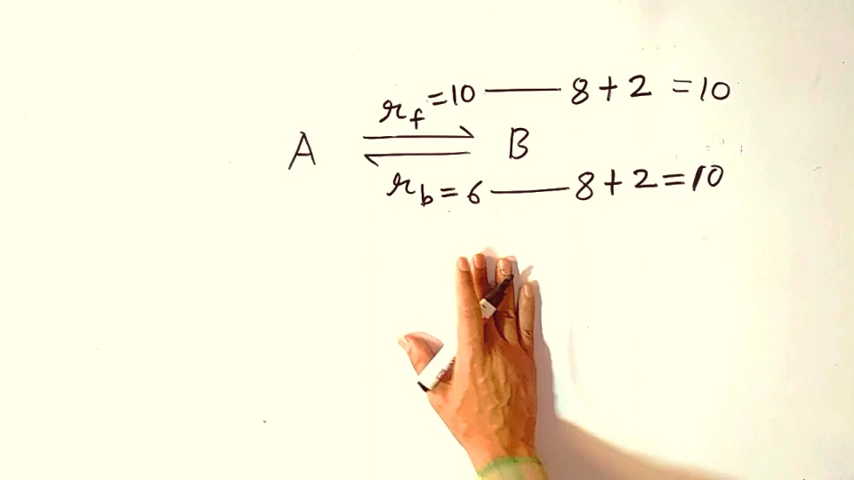 r_f = 10 —— 8 + 2 = 10
A ⇌ B
r_b = 6 —— 8 + 2 = 10